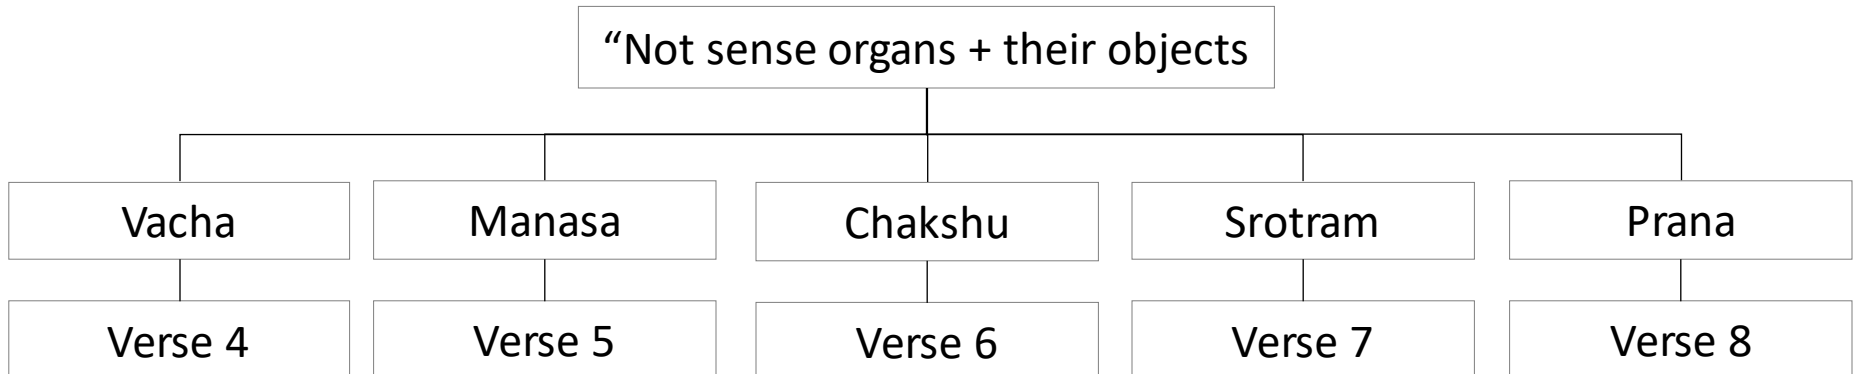 “Not sense organs + their objects
Vacha
Manasa
Chakshu
Srotram
Prana
Verse 4
Verse 5
Verse 6
Verse 7
Verse 8